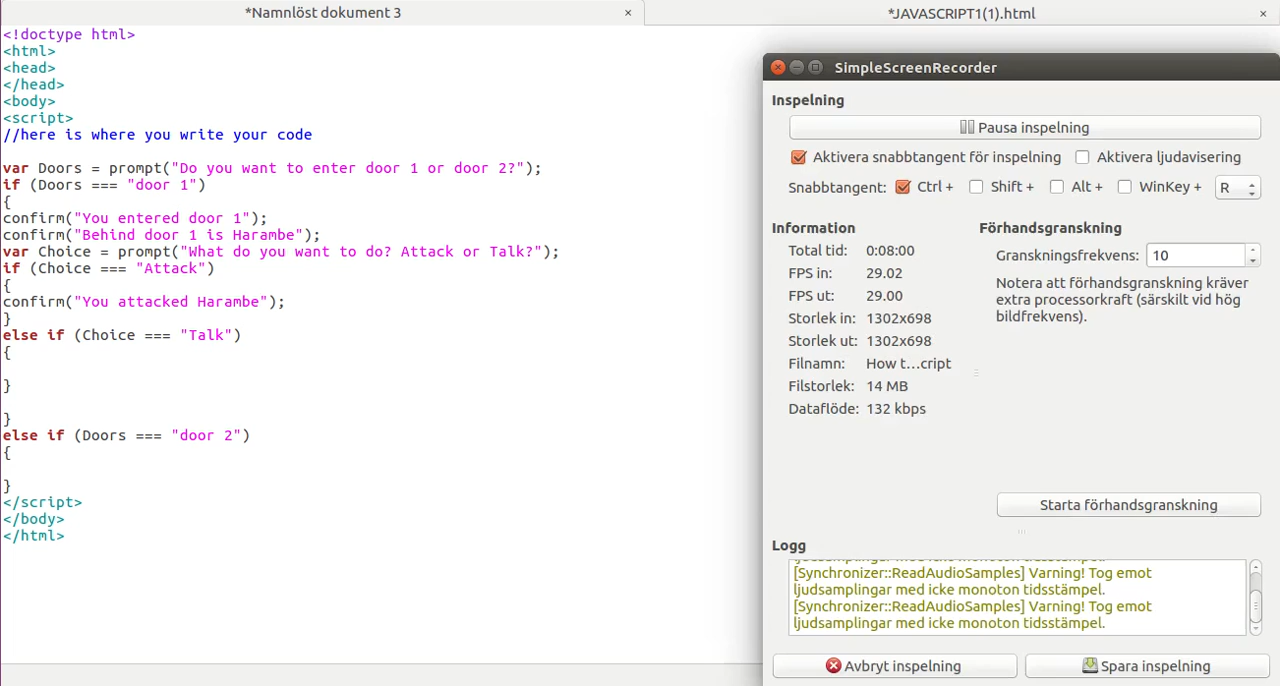 *Namnlöst dokument 3 ×
*JAVASCRIPT1(1).html ×
<!doctype html>
<html>
<head>
</head>
<body>
<script>
//here is where you write your code
var Doors = prompt("Do you want to enter door 1 or door 2?");
if (Doors === "door 1")
{
confirm("You entered door 1");
confirm("Behind door 1 is Harambe");
var Choice = prompt("What do you want to do? Attack or Talk?");
if (Choice === "Attack")
{
confirm("You attacked Harambe");
}
else if (Choice === "Talk")
{
}
}
else if (Doors === "door 2")
{
}
</script>
</body>
</html>
SimpleScreenRecorder
Inspelning
Pausa inspelning
Aktivera snabbtangent för inspelning Aktivera ljudavisering
Snabbtangent: Ctrl + Shift + Alt + WinKey + R
Information
Total tid: 0:08:00
FPS in: 29.02
FPS ut: 29.00
Storlek in: 1302x698
Storlek ut: 1302x698
Filnamn: How t...cript
Filstorlek: 14 MB
Dataflöde: 132 kbps
Förhandsgranskning
Granskningsfrekvens: 10
Notera att förhandsgranskning kräver
extra processorkraft (särskilt vid hög
bildfrekvens).
Starta förhandsgranskning
Logg
ljudsamplingar med icke monoton tidsstämpel.
[Synchronizer::ReadAudioSamples] Varning! Tog emot
ljudsamplingar med icke monoton tidsstämpel.
[Synchronizer::ReadAudioSamples] Varning! Tog emot
ljudsamplingar med icke monoton tidsstämpel.
Avbryt inspelning
Spara inspelning